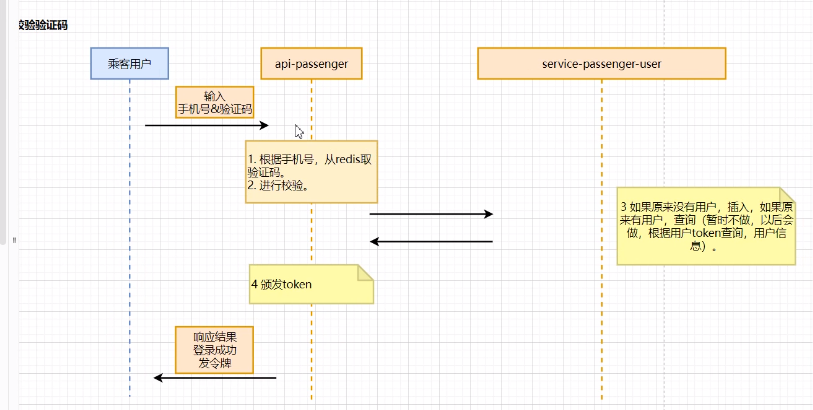 校验验证码
乘客用户
api-passenger
service-passenger-user
输入
手机号&验证码
1. 根据手机号，从redis取
验证码。
2. 进行校验。
3 如果原来没有用户，插入，如果原
来有用户，查询（暂时不做，以后会
做，根据用户token查询，用户信
息）。
4 颁发token
响应结果
登录成功
发令牌